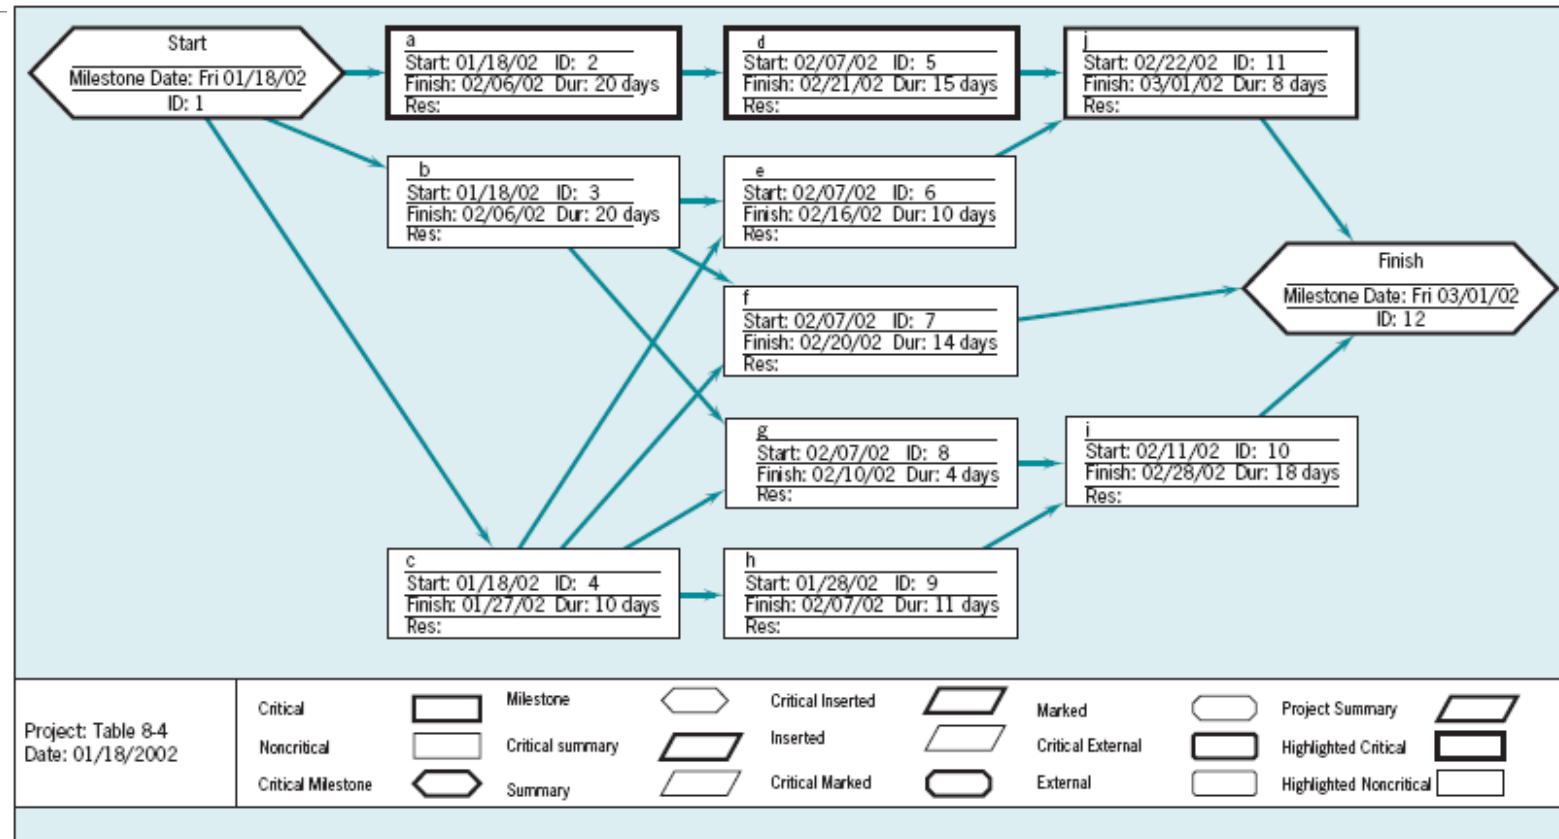 Start
Milestone Date: Fri 01/18/02
ID: 1
a
Start: 01/18/02 ID: 2
Finish: 02/06/02 Dur: 20 days
Res:
d
Start: 02/07/02 ID: 5
Finish: 02/21/02 Dur: 15 days
Res:
j
Start: 02/22/02 ID: 11
Finish: 03/01/02 Dur: 8 days
Res:
b
Start: 01/18/02 ID: 3
Finish: 02/06/02 Dur: 20 days
Res:
e
Start: 02/07/02 ID: 6
Finish: 02/16/02 Dur: 10 days
Res:
Finish
Milestone Date: Fri 03/01/02
ID: 12
f
Start: 02/07/02 ID: 7
Finish: 02/20/02 Dur: 14 days
Res:
g
Start: 02/07/02 ID: 8
Finish: 02/10/02 Dur: 4 days
Res:
i
Start: 02/11/02 ID: 10
Finish: 02/28/02 Dur: 18 days
Res:
c
Start: 01/18/02 ID: 4
Finish: 01/27/02 Dur: 10 days
Res:
h
Start: 01/28/02 ID: 9
Finish: 02/07/02 Dur: 11 days
Res:
Project: Table 8-4
Date: 01/18/2002
Critical
Noncritical
Critical Milestone
Milestone
Critical summary
Summary
Critical Inserted
Inserted
Critical Marked
Marked
Critical External
External
Project Summary
Highlighted Critical
Highlighted Noncritical